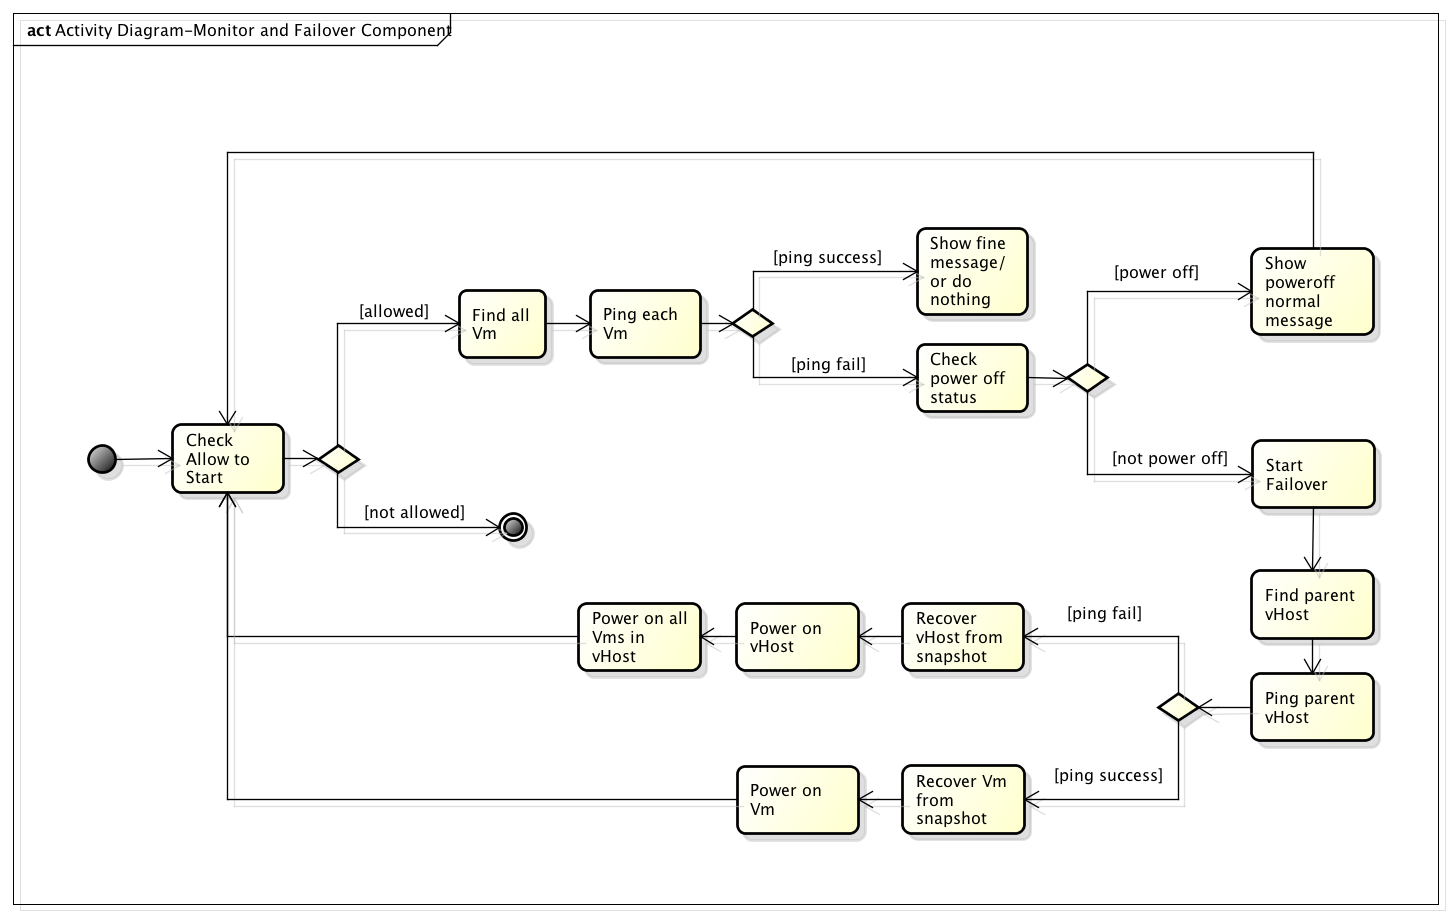 act Activity Diagram-Monitor and Failover Component
Show fine
message/
or do
nothing
[ping success]
Show
poweroff
normal
message
[power off]
[allowed]
Find all
Vm
Ping each
Vm
[ping fail]
Check
power off
status
Check
Allow to
Start
[not power off]
Start
Failover
[not allowed]
Find parent
vHost
Power on all
Vms in
vHost
Power on
vHost
Recover
vHost from
snapshot
[ping fail]
Ping parent
vHost
Power on
Vm
Recover Vm
from
snapshot
[ping success]